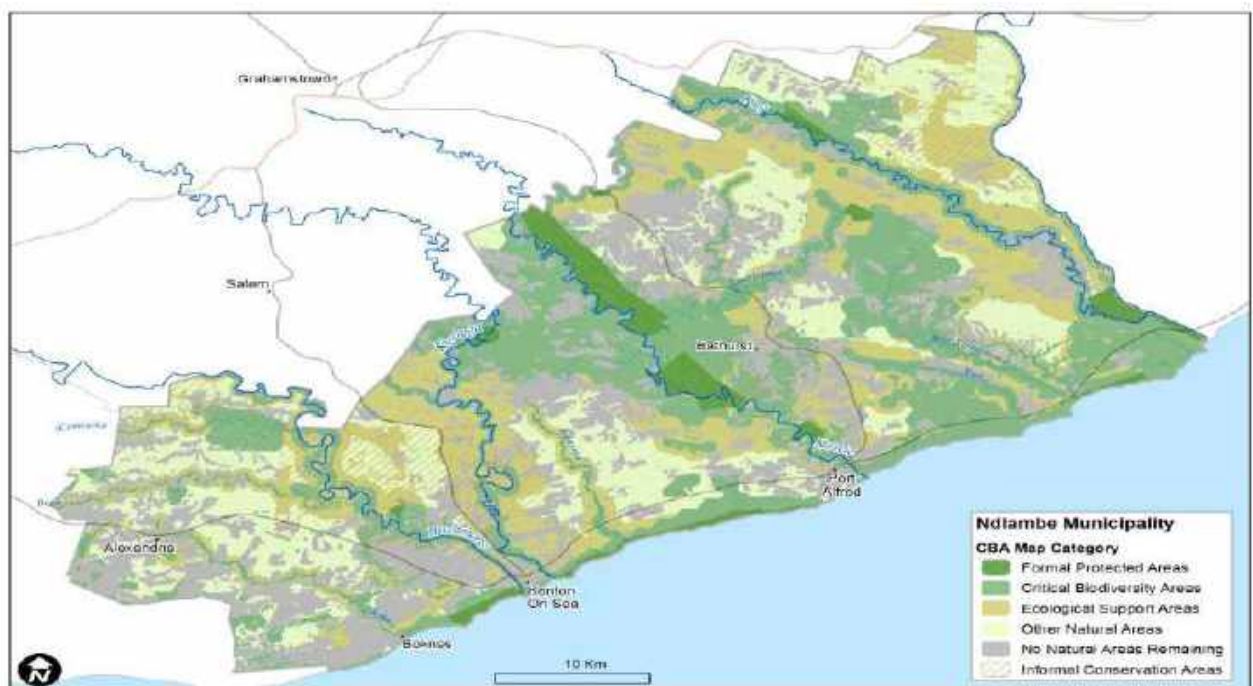 Grahamstown
Salem
Bathurst
Port
Alfred
Alexandria
Kenton
On Sea
Boknes
10 Km
N
Ndlambe Municipality
CBA Map Category
Formal Protected Areas
Critical Biodiversity Areas
Ecological Support Areas
Other Natural Areas
No Natural Areas Remaining
Informal Conservation Areas